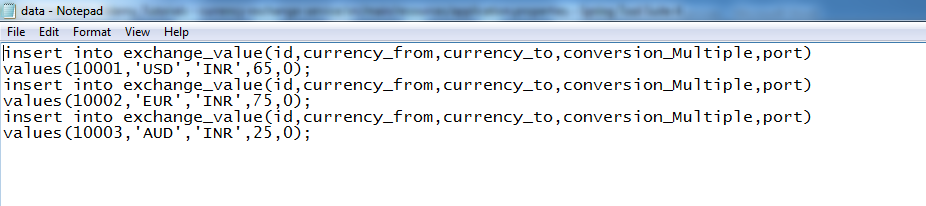 data - Notepad
File Edit Format View Help
insert into exchange_value(id,currency_from,currency_to,conversion_Multiple,port)
values(10001,'USD','INR',65,0);
insert into exchange_value(id,currency_from,currency_to,conversion_Multiple,port)
values(10002,'EUR','INR',75,0);
insert into exchange_value(id,currency_from,currency_to,conversion_Multiple,port)
values(10003,'AUD','INR',25,0);